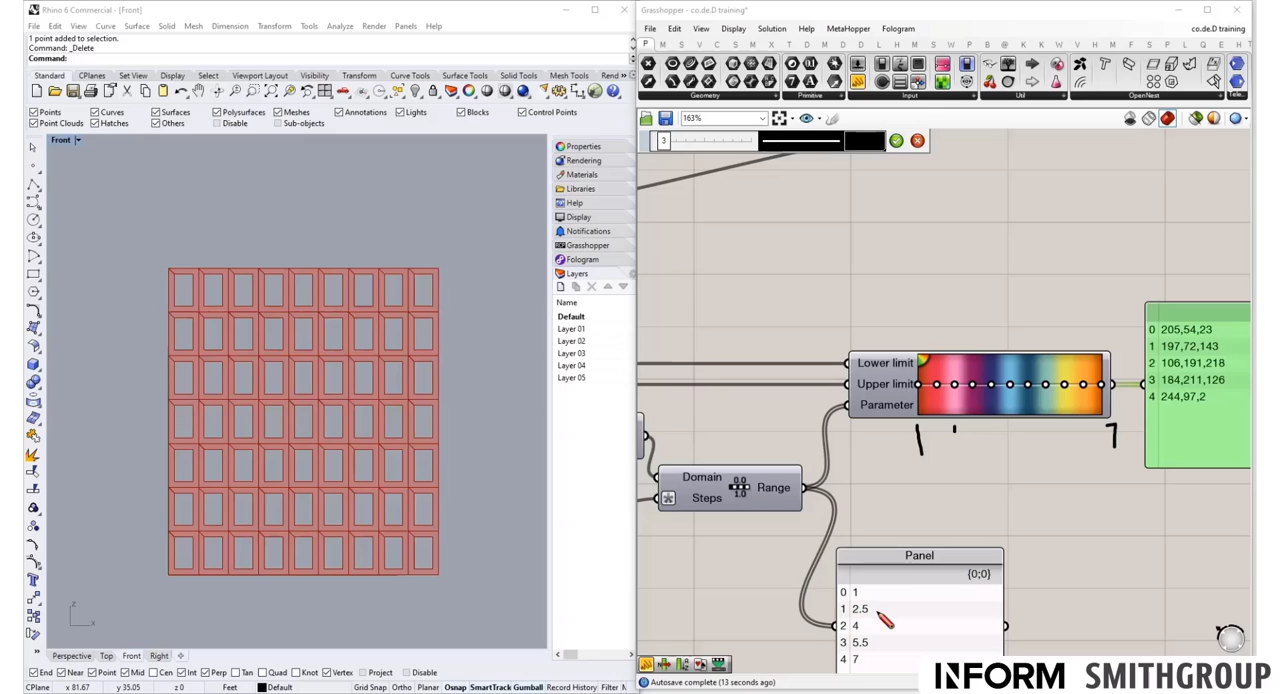 Rhino 6 Commercial - [Front]
File Edit View Curve Surface Solid Mesh Dimension Transform Tools Analyze Render Panels Help
1 point added to selection.
Command: _Delete
Command:
Standard CPlanes Set View Display Select Viewport Layout Visibility Transform Curve Tools Surface Tools Solid Tools Mesh Tools Rend »
Points Curves Surfaces Polysurfaces Meshes Annotations Lights Blocks Control Points
Point Clouds Hatches Others Disable Sub-objects
Front
Properties
Rendering
Materials
Libraries
Help
Display
Notifications
Grasshopper
Fologram
Layers
Name
Default
Layer 01
Layer 02
Layer 03
Layer 04
Layer 05
z
x
Perspective Top Front Right
End Near Point Mid Cen Int Perp Tan Quad Knot Vertex Project Disable
CPlane x 81.67 y 35.05 z 0 Feet Default Grid Snap Ortho Planar Osnap SmartTrack Gumball Record History Filter
Grasshopper - co.de.D training*
File Edit View Display Solution Help MetaHopper Fologram co.de.D training*
P M S V C S M I T D W L H M F L K W P M B @ C A K W E S Q P O N D T E H
Geometry Primitive Input Util OpenNest Tele...
163%
3
Lower limit
Upper limit
Parameter
1 ' 7
0 205,54,23
1 197,72,143
2 106,191,218
3 184,211,126
4 244,97,2
Domain
Steps
0.0
1.0
Range
Panel
{0;0}
0 1
1 2.5
2 4
3 5.5
4 7
Autosave complete (13 seconds ago)
INFORM SMITHGROUP